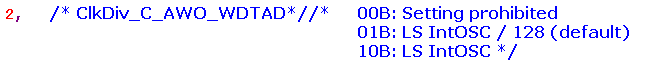 2, /* ClkDiv_C_AWO_WDTAD*//* 00B: Setting prohibited
01B: LS IntOSC / 128 (default)
10B: LS IntOSC */